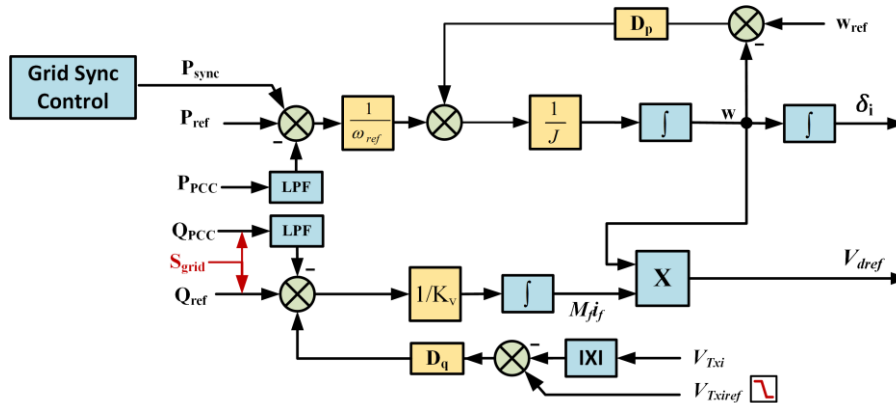 D_p
w_ref
Grid Sync
Control
P_sync
P_ref
1/ω_ref
1/J
∫
w
∫
δ_i
P_PCC
LPF
Q_PCC
LPF
S_grid
Q_ref
1/K_v
∫
M_f i_f
X
V_dref
D_q
|X|
V_Txi
V_Txiref